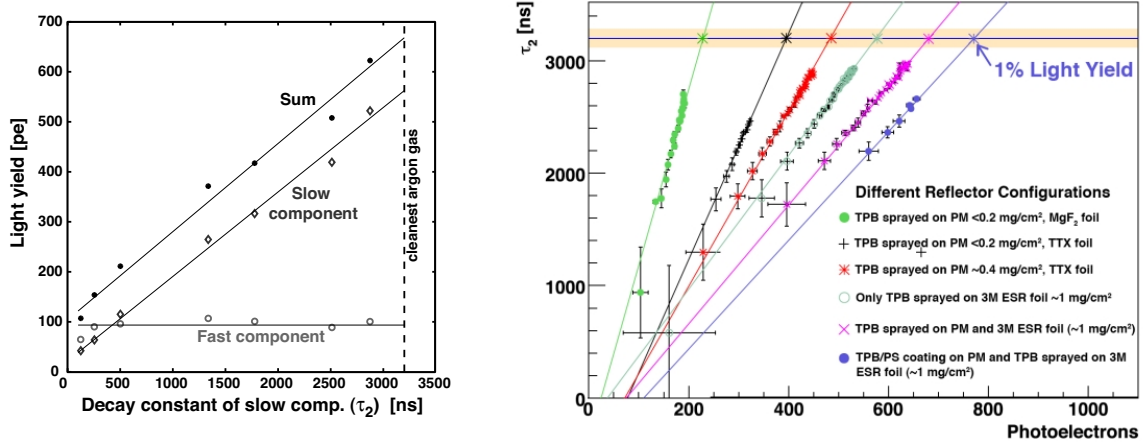 700
600
500
400
300
200
100
0
Light yield [pe]
Sum
Slow
component
Fast component
cleanest argon gas
0 500 1000 1500 2000 2500 3000 3500
Decay constant of slow comp. (τ2) [ns]
τ2 [ns]
3000
2000
1000
0
1% Light Yield
Different Reflector Configurations
TPB sprayed on PM <0.2 mg/cm², MgF2 foil
TPB sprayed on PM <0.2 mg/cm², TTX foil
TPB sprayed on PM ~0.4 mg/cm², TTX foil
Only TPB sprayed on 3M ESR foil ~1 mg/cm²
TPB sprayed on PM and 3M ESR foil (~1 mg/cm²)
TPB/PS coating on PM and TPB sprayed on 3M
ESR foil (~1 mg/cm²)
0 200 400 600 800 1000
Photoelectrons